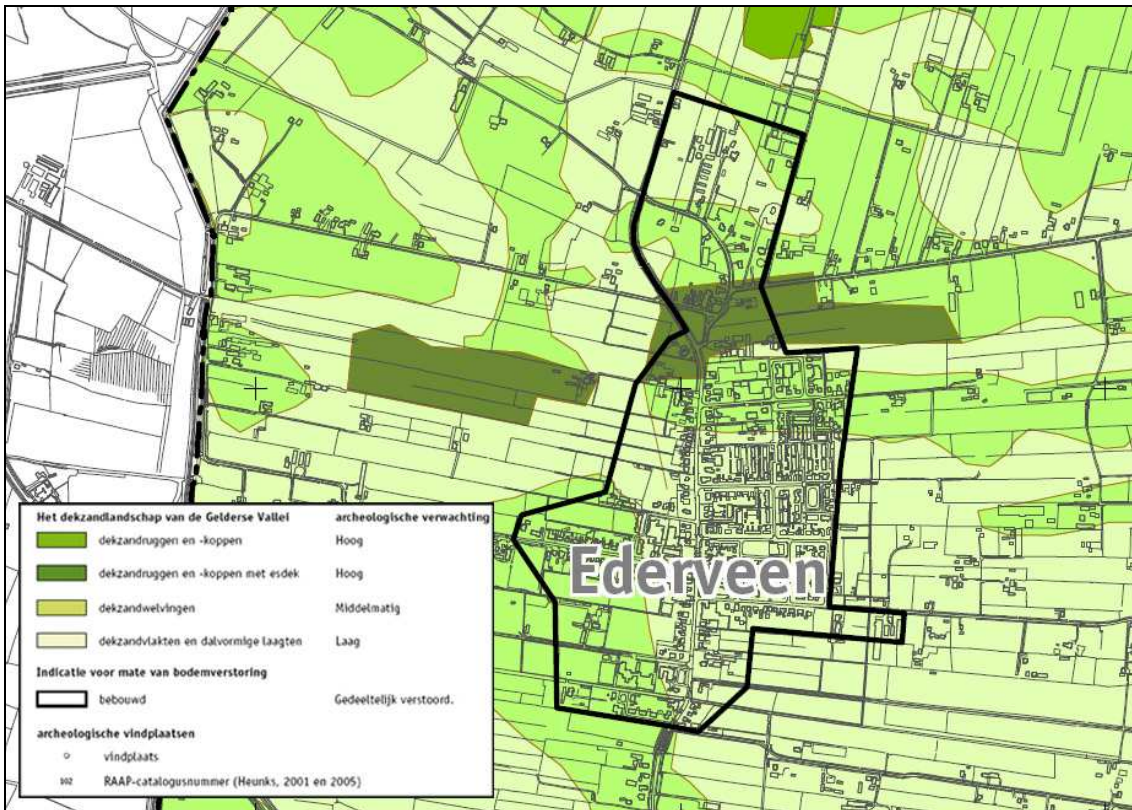 Ederveen
Het dekzandlandschap van de Gelderse Vallei archeologische verwachting
dekzandruggen en -koppen Hoog
dekzandruggen en -koppen met esdek Hoog
dekzandwelvingen Middelmatig
dekzandvlakten en dalvormige laagten Laag
Indicatie voor mate van bodemverstoring
bebouwd Gedeeltelijk verstoord.
archeologische vindplaatsen
vindplaats
102 RAAP-catalogusnummer (Heunks, 2001 en 2005)